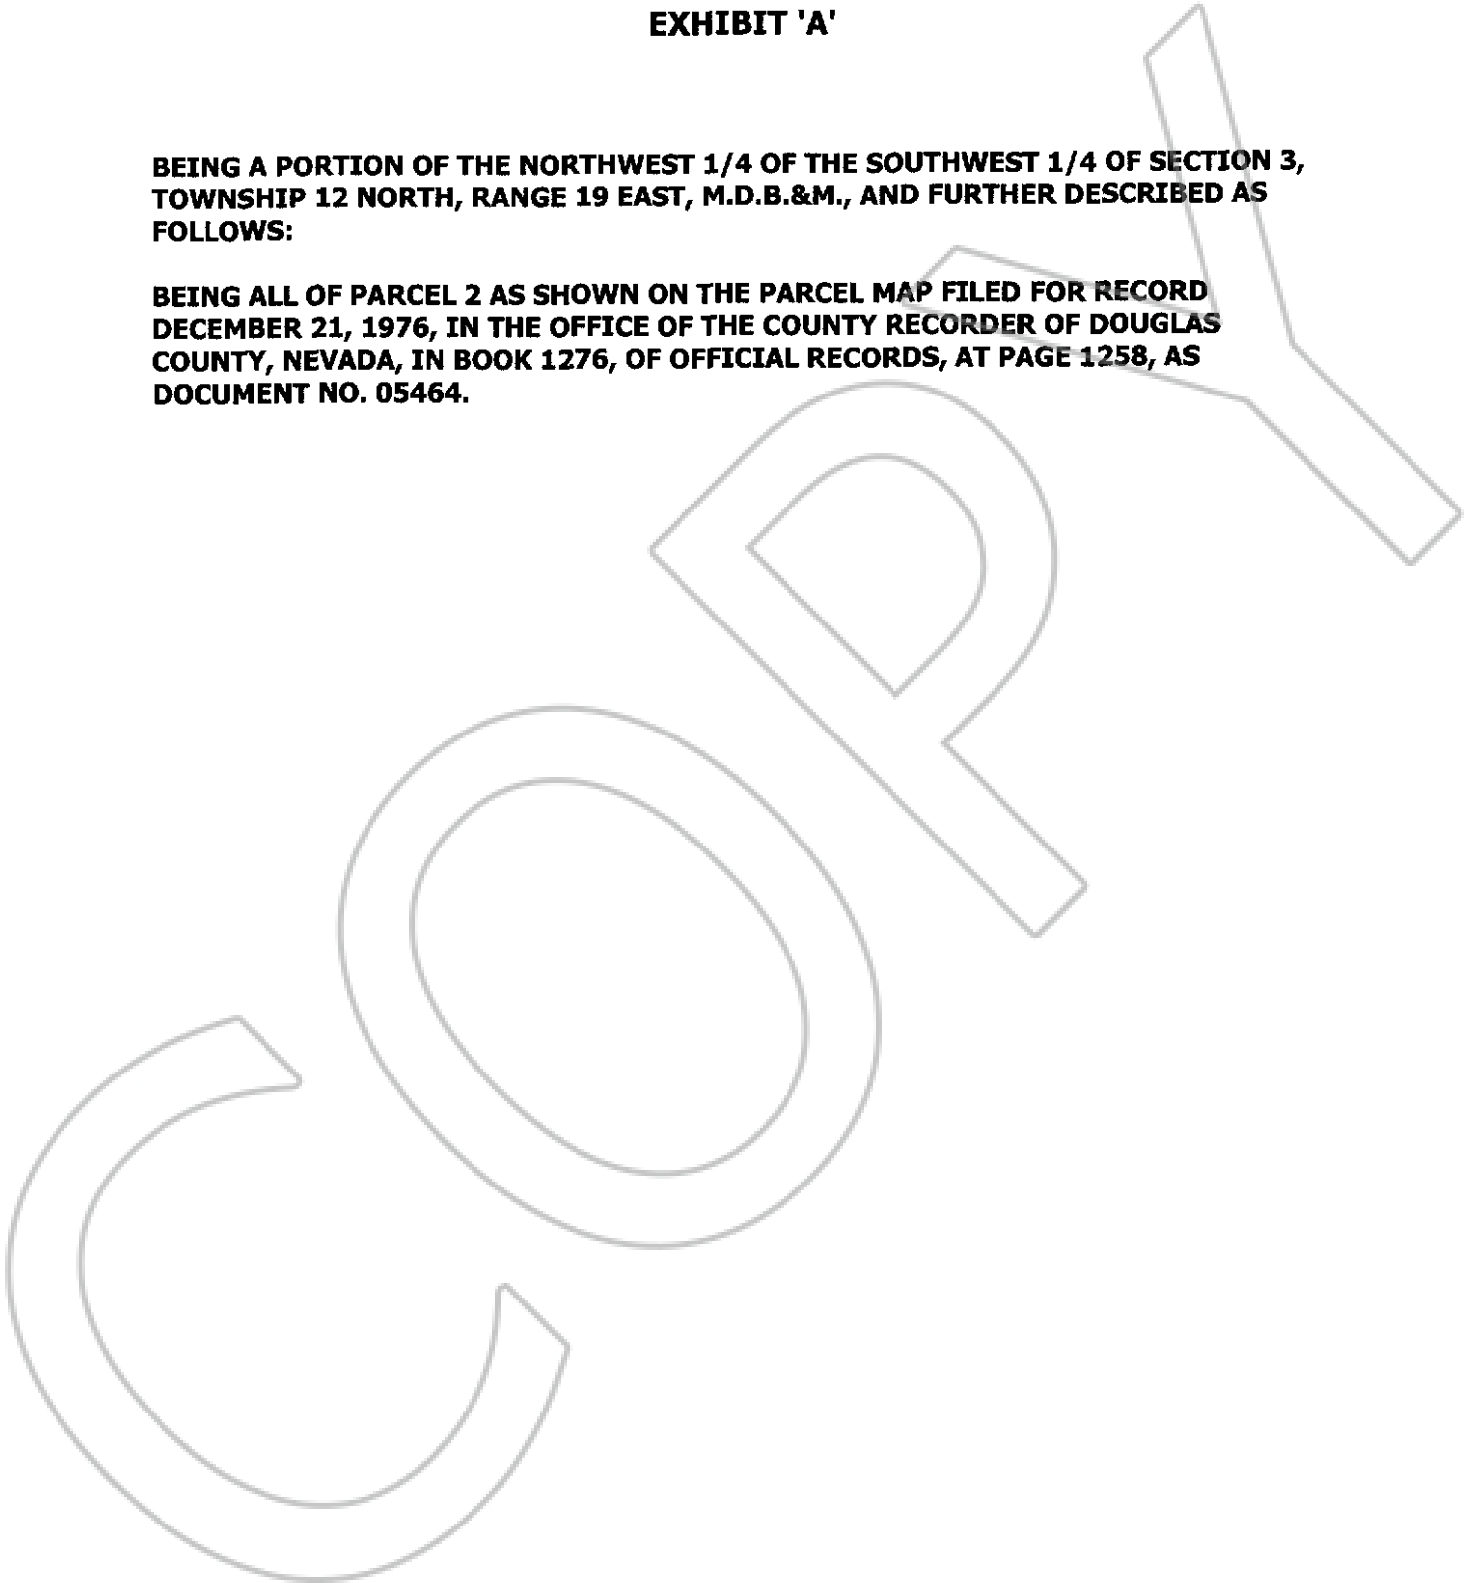 EXHIBIT 'A'
BEING A PORTION OF THE NORTHWEST 1/4 OF THE SOUTHWEST 1/4 OF SECTION 3,
TOWNSHIP 12 NORTH, RANGE 19 EAST, M.D.B.&M., AND FURTHER DESCRIBED AS
FOLLOWS:
BEING ALL OF PARCEL 2 AS SHOWN ON THE PARCEL MAP FILED FOR RECORD
DECEMBER 21, 1976, IN THE OFFICE OF THE COUNTY RECORDER OF DOUGLAS
COUNTY, NEVADA, IN BOOK 1276, OF OFFICIAL RECORDS, AT PAGE 1258, AS
DOCUMENT NO. 05464.
COPY